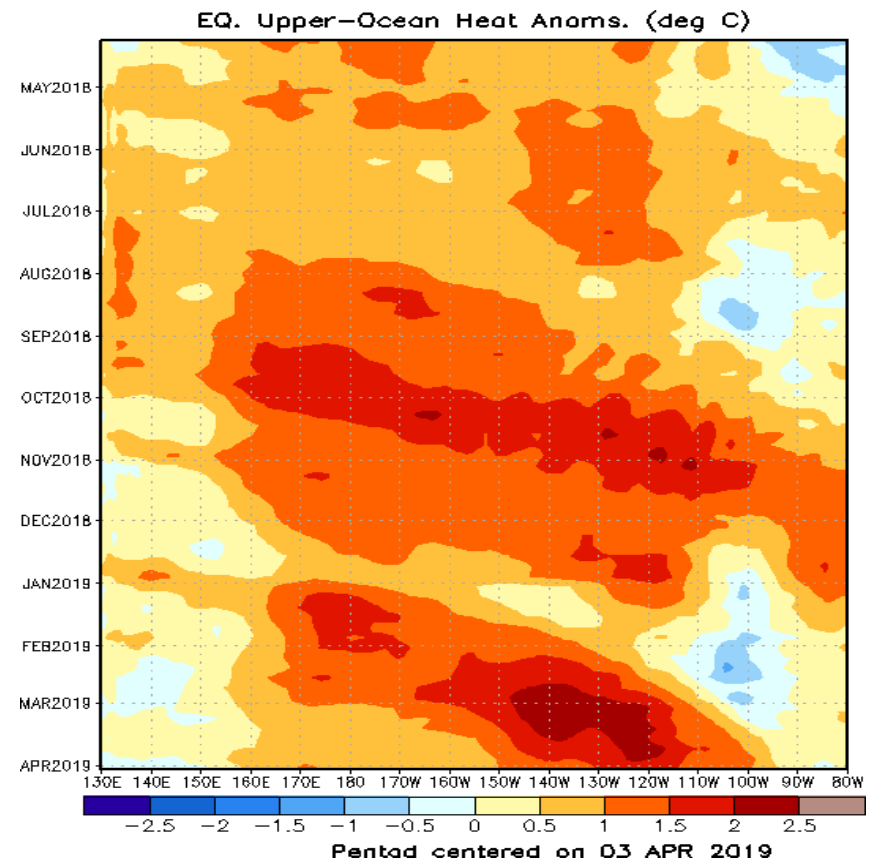 EQ. Upper-Ocean Heat Anoms. (deg C)
MAY2018
JUN2018
JUL2018
AUG2018
SEP2018
OCT2018
NOV2018
DEC2018
JAN2019
FEB2019
MAR2019
APR2019
130E 140E 150E 160E 170E 180 170W 160W 150W 140W 130W 120W 110W 100W 90W 80W
-2.5 -2 -1.5 -1 -0.5 0 0.5 1 1.5 2 2.5
Pentad centered on 03 APR 2019